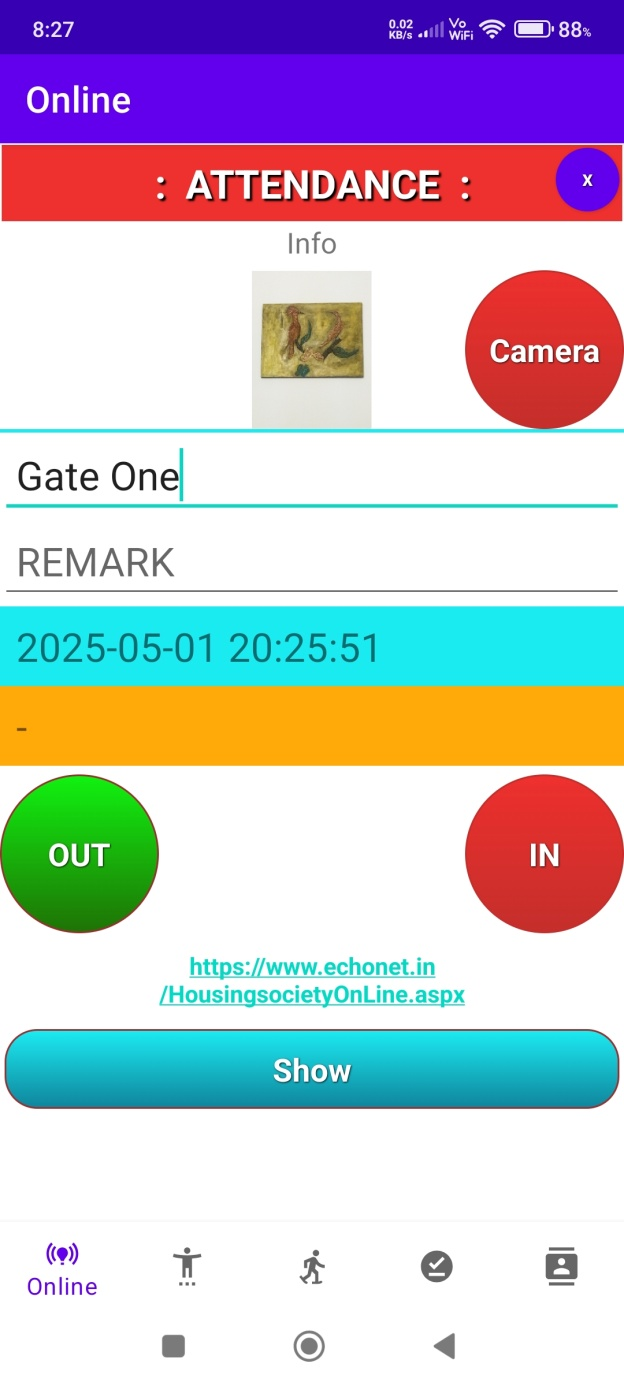 8:27
0.02
KB/s
Vo
WiFi
88%
Online
: ATTENDANCE :
x
Info
Camera
Gate One
REMARK
2025-05-01 20:25:51
-
OUT
IN
https://www.echonet.in
/HousingsocietyOnLine.aspx
Show
Online